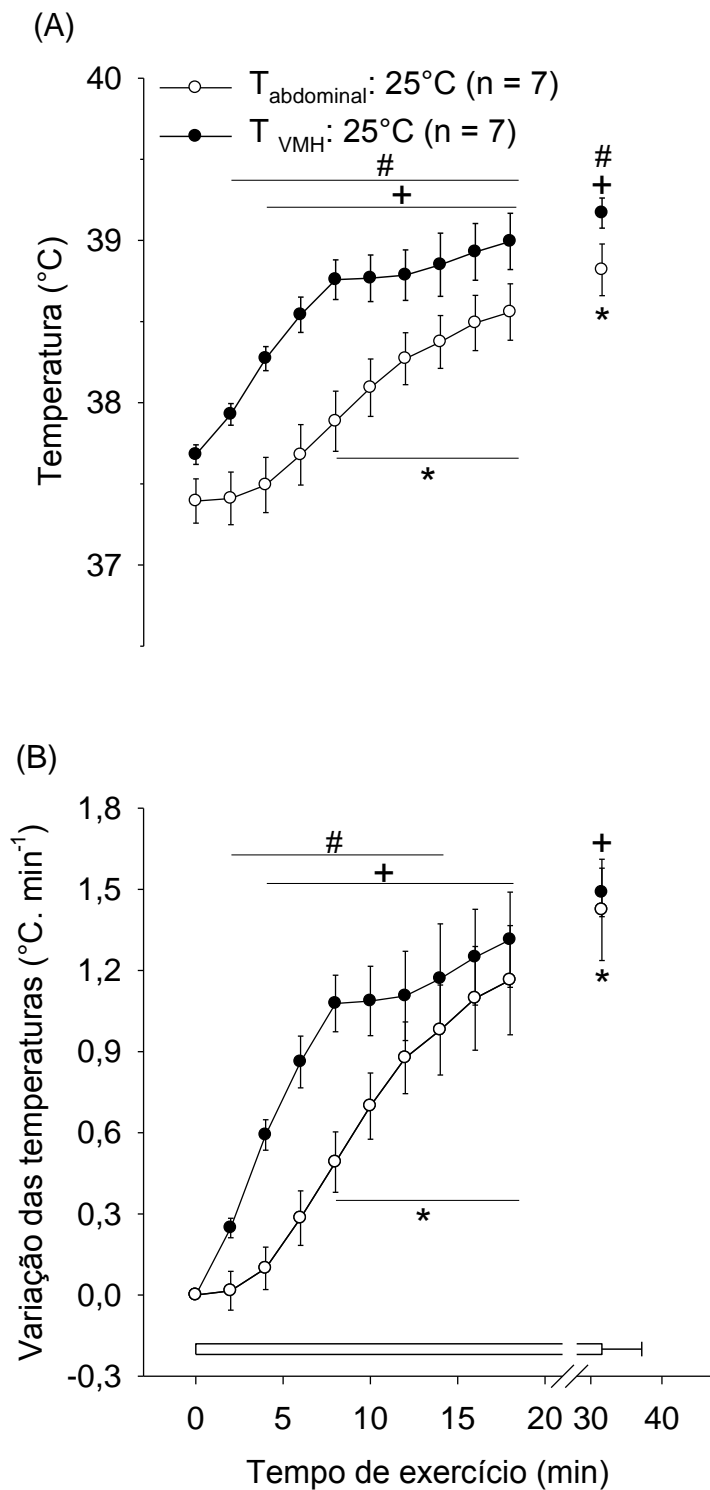 (A)
40
T abdominal: 25°C (n = 7)
T VMH: 25°C (n = 7)
#
+
#
+
39
*
38
*
37
Temperatura (°C)
(B)
1,8
#
+
+
1,5
*
1,2
0,9
0,6
*
0,3
0,0
-0,3
Variação das temperaturas (°C. min-1)
0 5 10 15 20 30 40
Tempo de exercício (min)